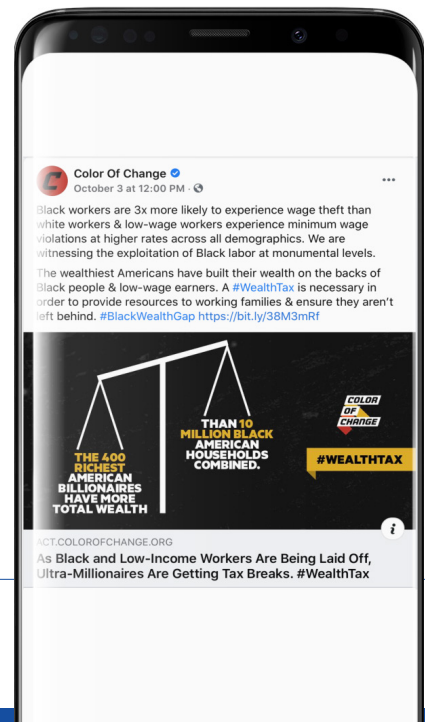 Color Of Change
October 3 at 12:00 PM ·
Black workers are 3x more likely to experience wage theft than
white workers & low-wage workers experience minimum wage
violations at higher rates across all demographics. We are
witnessing the exploitation of Black labor at monumental levels.
The wealthiest Americans have built their wealth on the backs of
Black people & low-wage earners. A #WealthTax is necessary in
order to provide resources to working families & ensure they aren't
left behind. #BlackWealthGap https://bit.ly/38M3mRf
THE 400
RICHEST
AMERICAN
BILLIONAIRES
HAVE MORE
TOTAL WEALTH
THAN 10
MILLION BLACK
AMERICAN
HOUSEHOLDS
COMBINED.
COLOR
OF
CHANGE
#WEALTHTAX
i
ACT.COLOROFCHANGE.ORG
As Black and Low-Income Workers Are Being Laid Off,
Ultra-Millionaires Are Getting Tax Breaks. #WealthTax